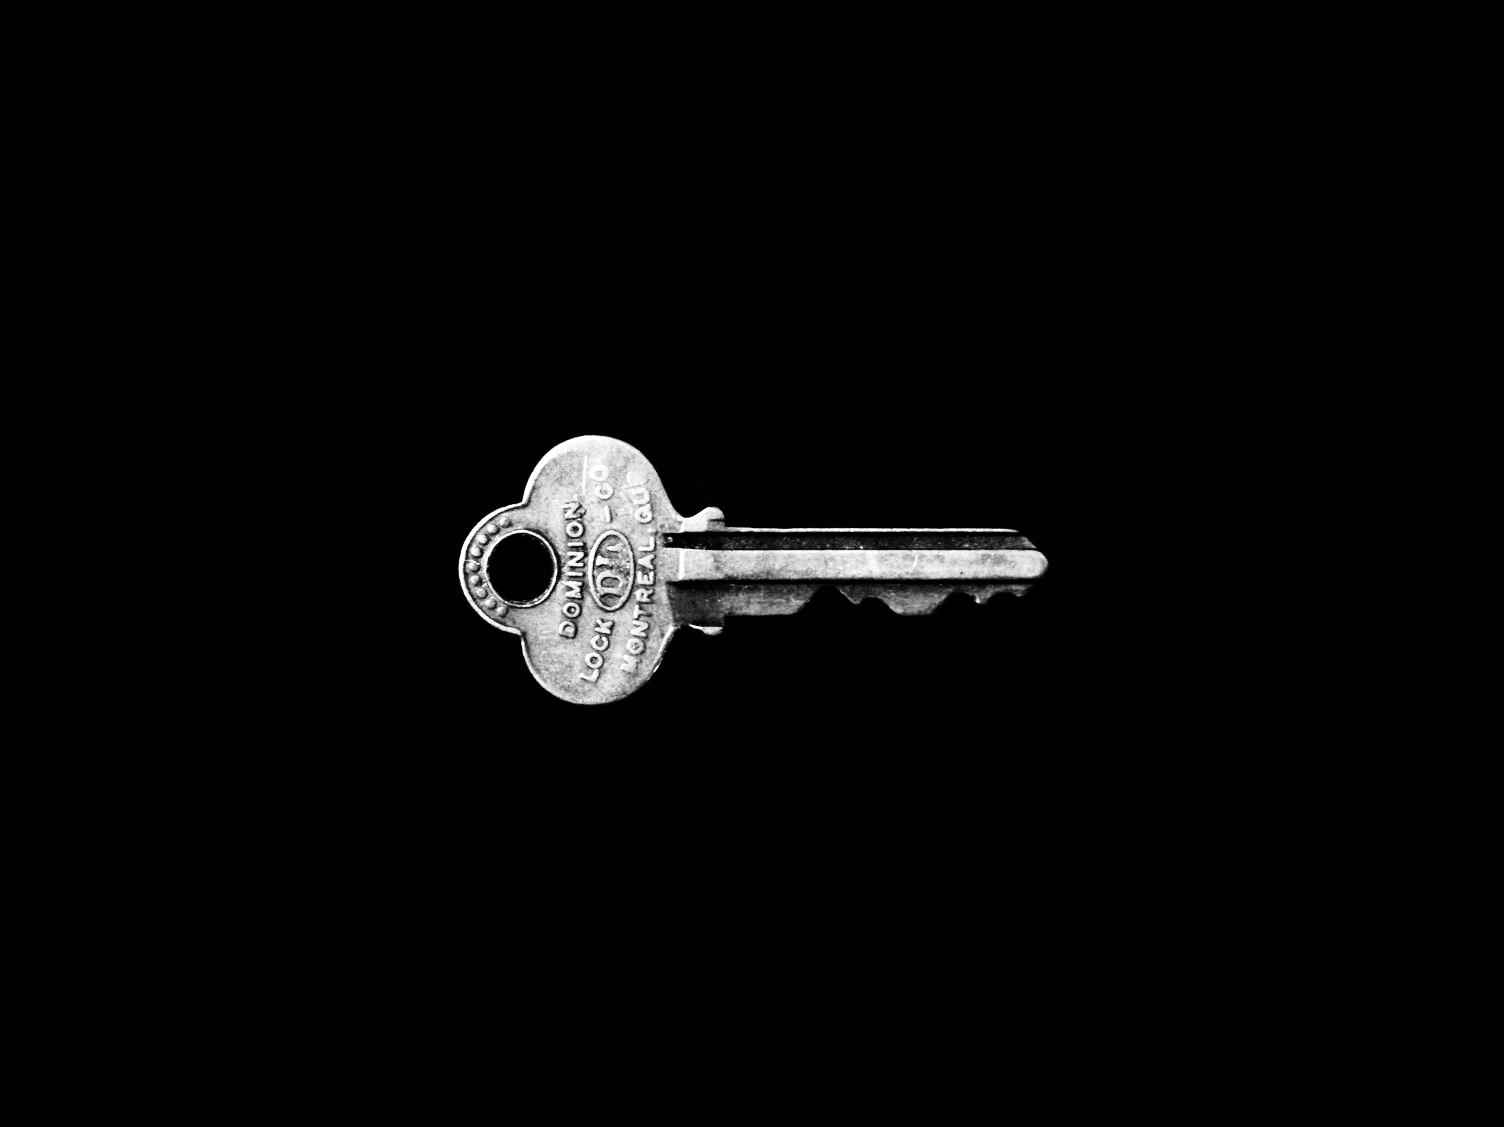 DOMINION
LOCK DL - CO
MONTREAL, QUE